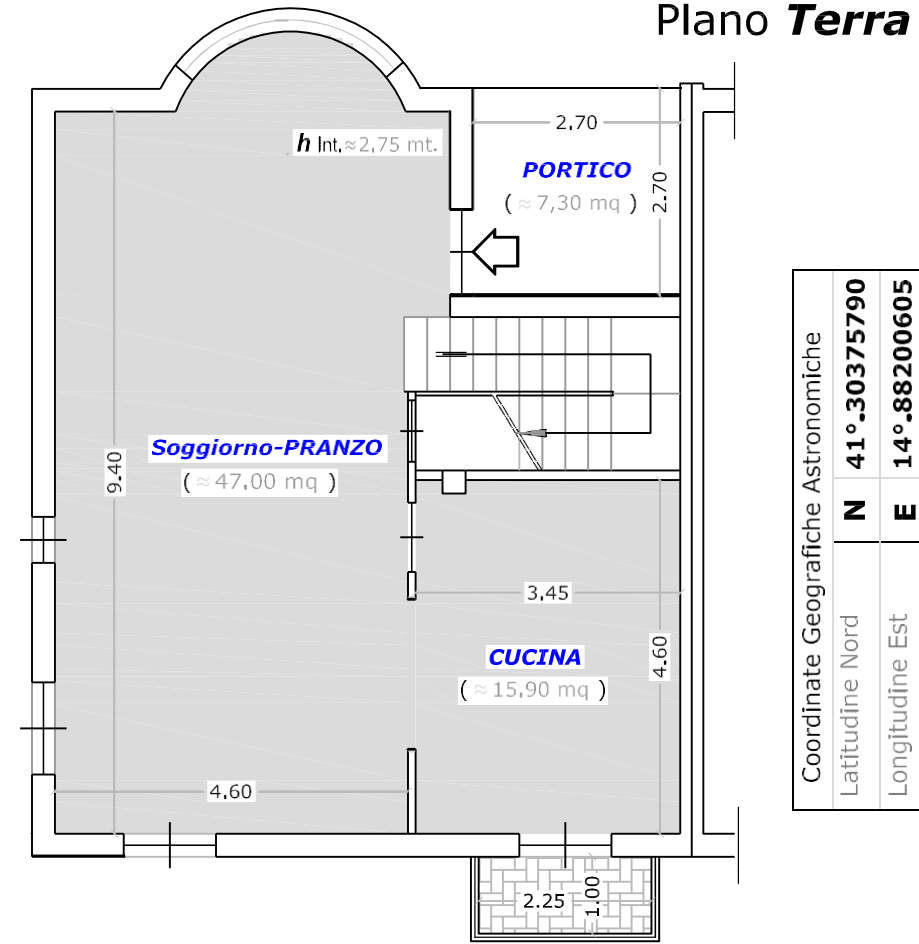 Plano Terra
2,70
h Int.≈2,75 mt.
PORTICO
( ≈ 7,30 mq )
2,70
Soggiorno-PRANZO
( ≈ 47,00 mq )
9,40
3,45
CUCINA
( ≈ 15,90 mq )
4,60
4,60
2,25
1,00
Coordinate Geografiche Astronomiche
Latitudine Nord N 41°.30375790
Longitudine Est E 14°.88200605